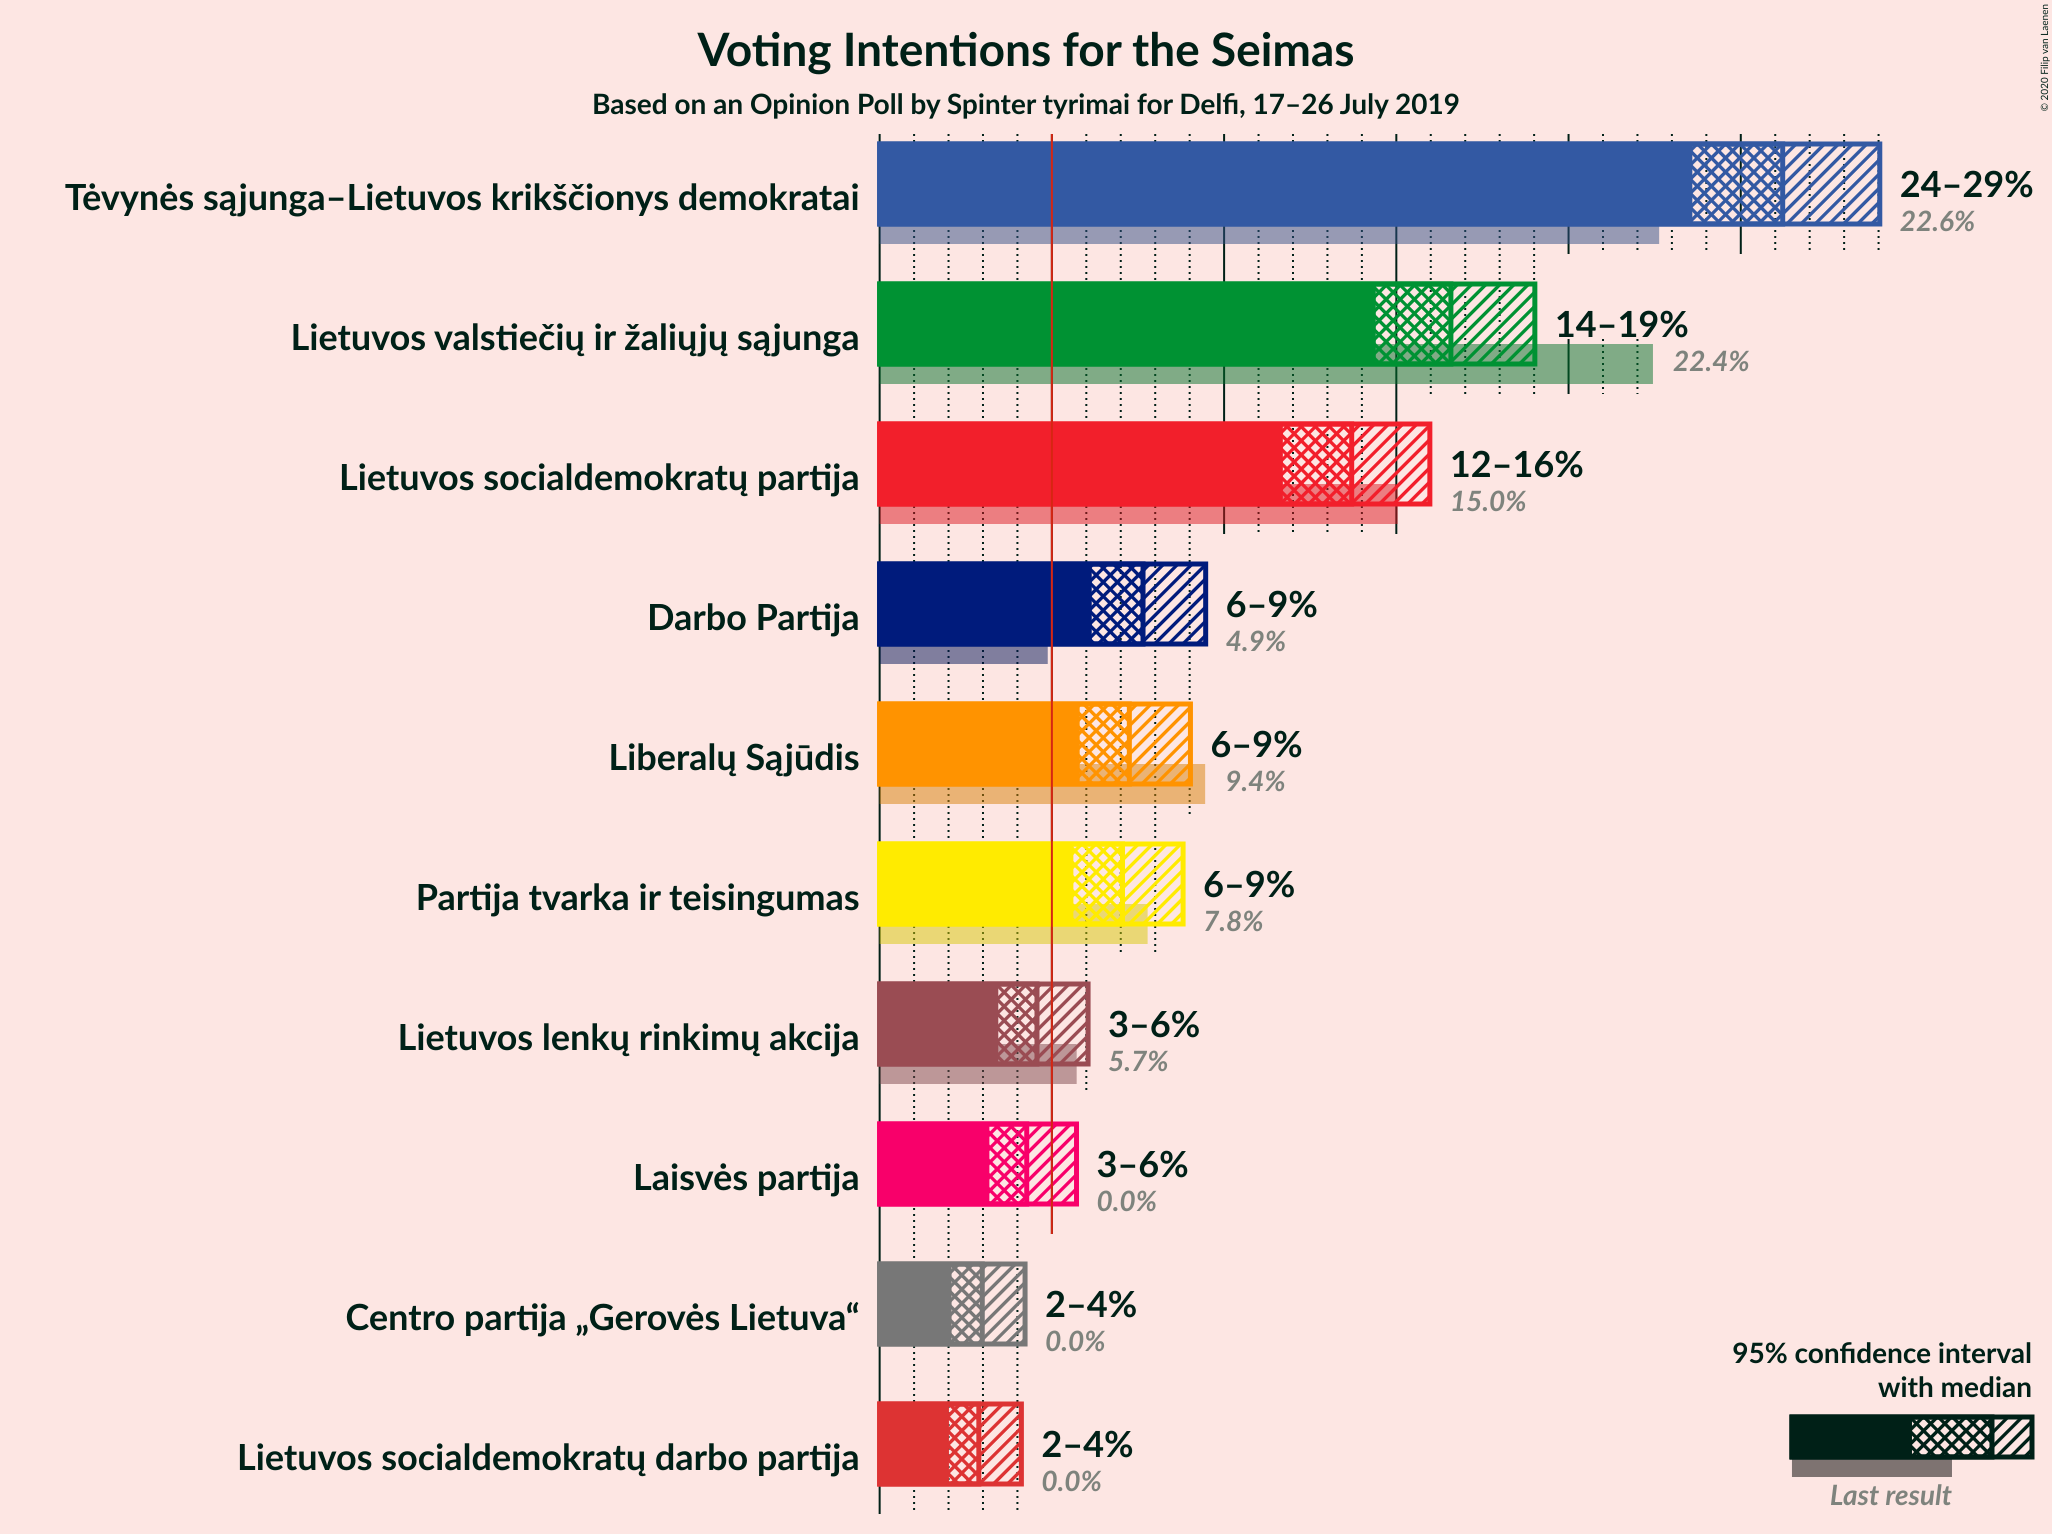 Voting Intentions for the Seimas
Based on an Opinion Poll by Spinter tyrimai for Delfi, 17–26 July 2019
© 2020 Filip van Laenen
Tėvynės sąjunga–Lietuvos krikščionys demokratai
24–29%
22.6%
Lietuvos valstiečių ir žaliųjų sąjunga
14–19%
22.4%
Lietuvos socialdemokratų partija
12–16%
15.0%
Darbo Partija
6–9%
4.9%
Liberalų Sąjūdis
6–9%
9.4%
Partija tvarka ir teisingumas
6–9%
7.8%
Lietuvos lenkų rinkimų akcija
3–6%
5.7%
Laisvės partija
3–6%
0.0%
Centro partija „Gerovės Lietuva“
2–4%
0.0%
Lietuvos socialdemokratų darbo partija
2–4%
0.0%
95% confidence interval
with median
Last result